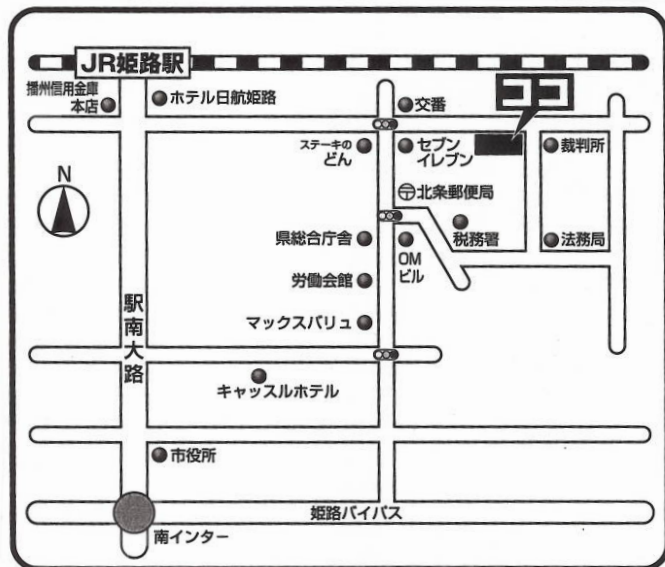 JR姫路駅
ココ
播州信用金庫
本店
ホテル日航姫路
交番
ステーキの
どん
セブン
イレブン
裁判所
N
〒北条郵便局
税務署
県総合庁舎
OM
ビル
法務局
労働会館
駅南大路
マックスバリュ
キャッスルホテル
市役所
姫路バイパス
南インター